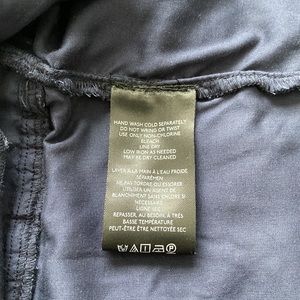 HAND WASH COLD SEPARATELY
DO NOT WRING OR TWIST
USE ONLY NON-CHLORINE
BLEACH
LINE DRY
LOW IRON AS NEEDED
MAY BE DRY CLEANED
LAVER À LA MAIN À L'EAU FROIDE
SÉPARÉMEN
NE PAS TORDRE OU ESSORER
UTILISER UN AGENT DE
BLANCHIMENT SANS CHLORE SI
NÉCESSAIRE
LIGNE SEC
REPASSER, AU BESOIN, À TRÈS
BASSE TEMPÉRATURE
PEUT-ÊTRE ÊTRE NETTOYÉE SEC
P